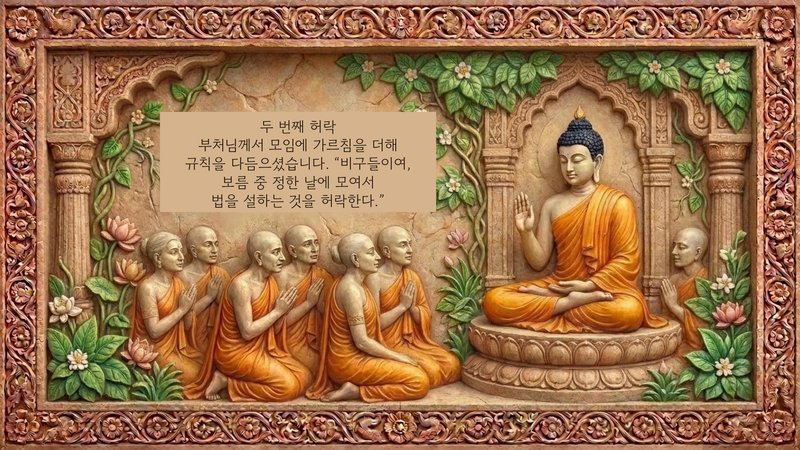 두 번째 허락
부처님께서 모임에 가르침을 더해
규칙을 다듬으셨습니다. “비구들이여,
보름 중 정한 날에 모여서
법을 설하는 것을 허락한다.”